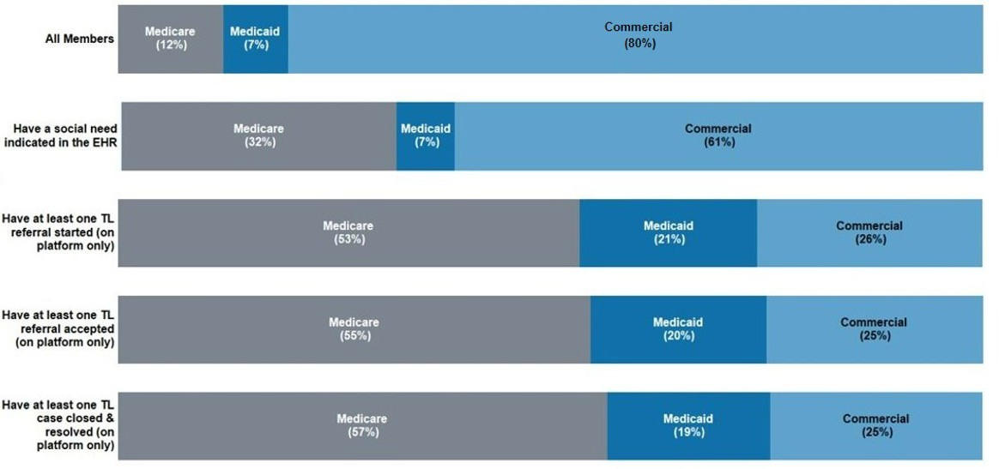 All Members
Medicare
(12%)
Medicaid
(7%)
Commercial
(80%)
Have a social need
indicated in the EHR
Medicare
(32%)
Medicaid
(7%)
Commercial
(61%)
Have at least one TL
referral started (on
platform only)
Medicare
(53%)
Medicaid
(21%)
Commercial
(26%)
Have at least one TL
referral accepted
(on platform only)
Medicare
(55%)
Medicaid
(20%)
Commercial
(25%)
Have at least one TL
case closed &
resolved (on
platform only)
Medicare
(57%)
Medicaid
(19%)
Commercial
(25%)